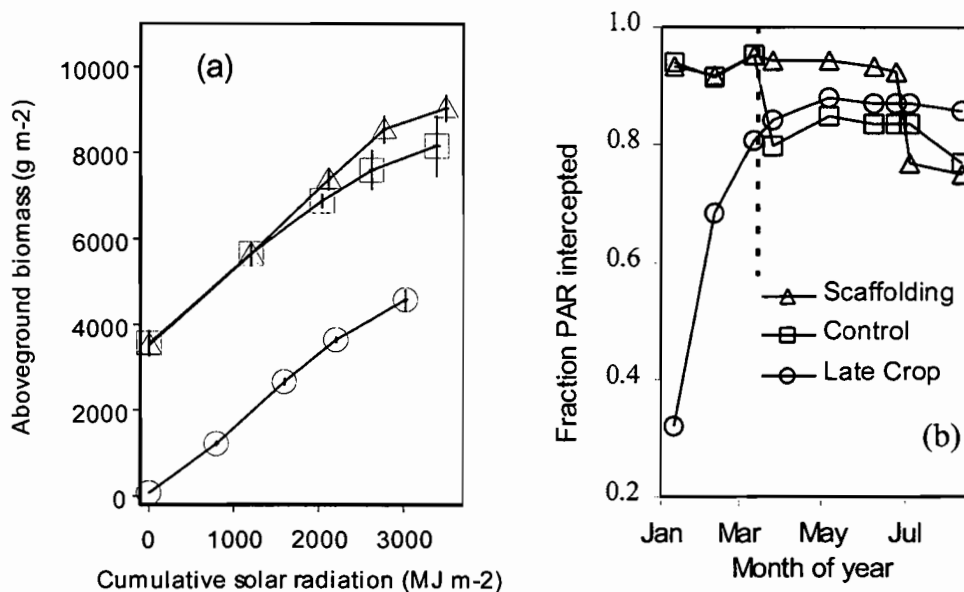 (a)
Aboveground biomass (g m-2)
10000
8000
6000
4000
2000
0
0 1000 2000 3000
Cumulative solar radiation (MJ m-2)
Fraction PAR intercepted
1.0
0.8
0.6
0.4
0.2
Scaffolding
Control
Late Crop
(b)
Jan Mar May Jul
Month of year